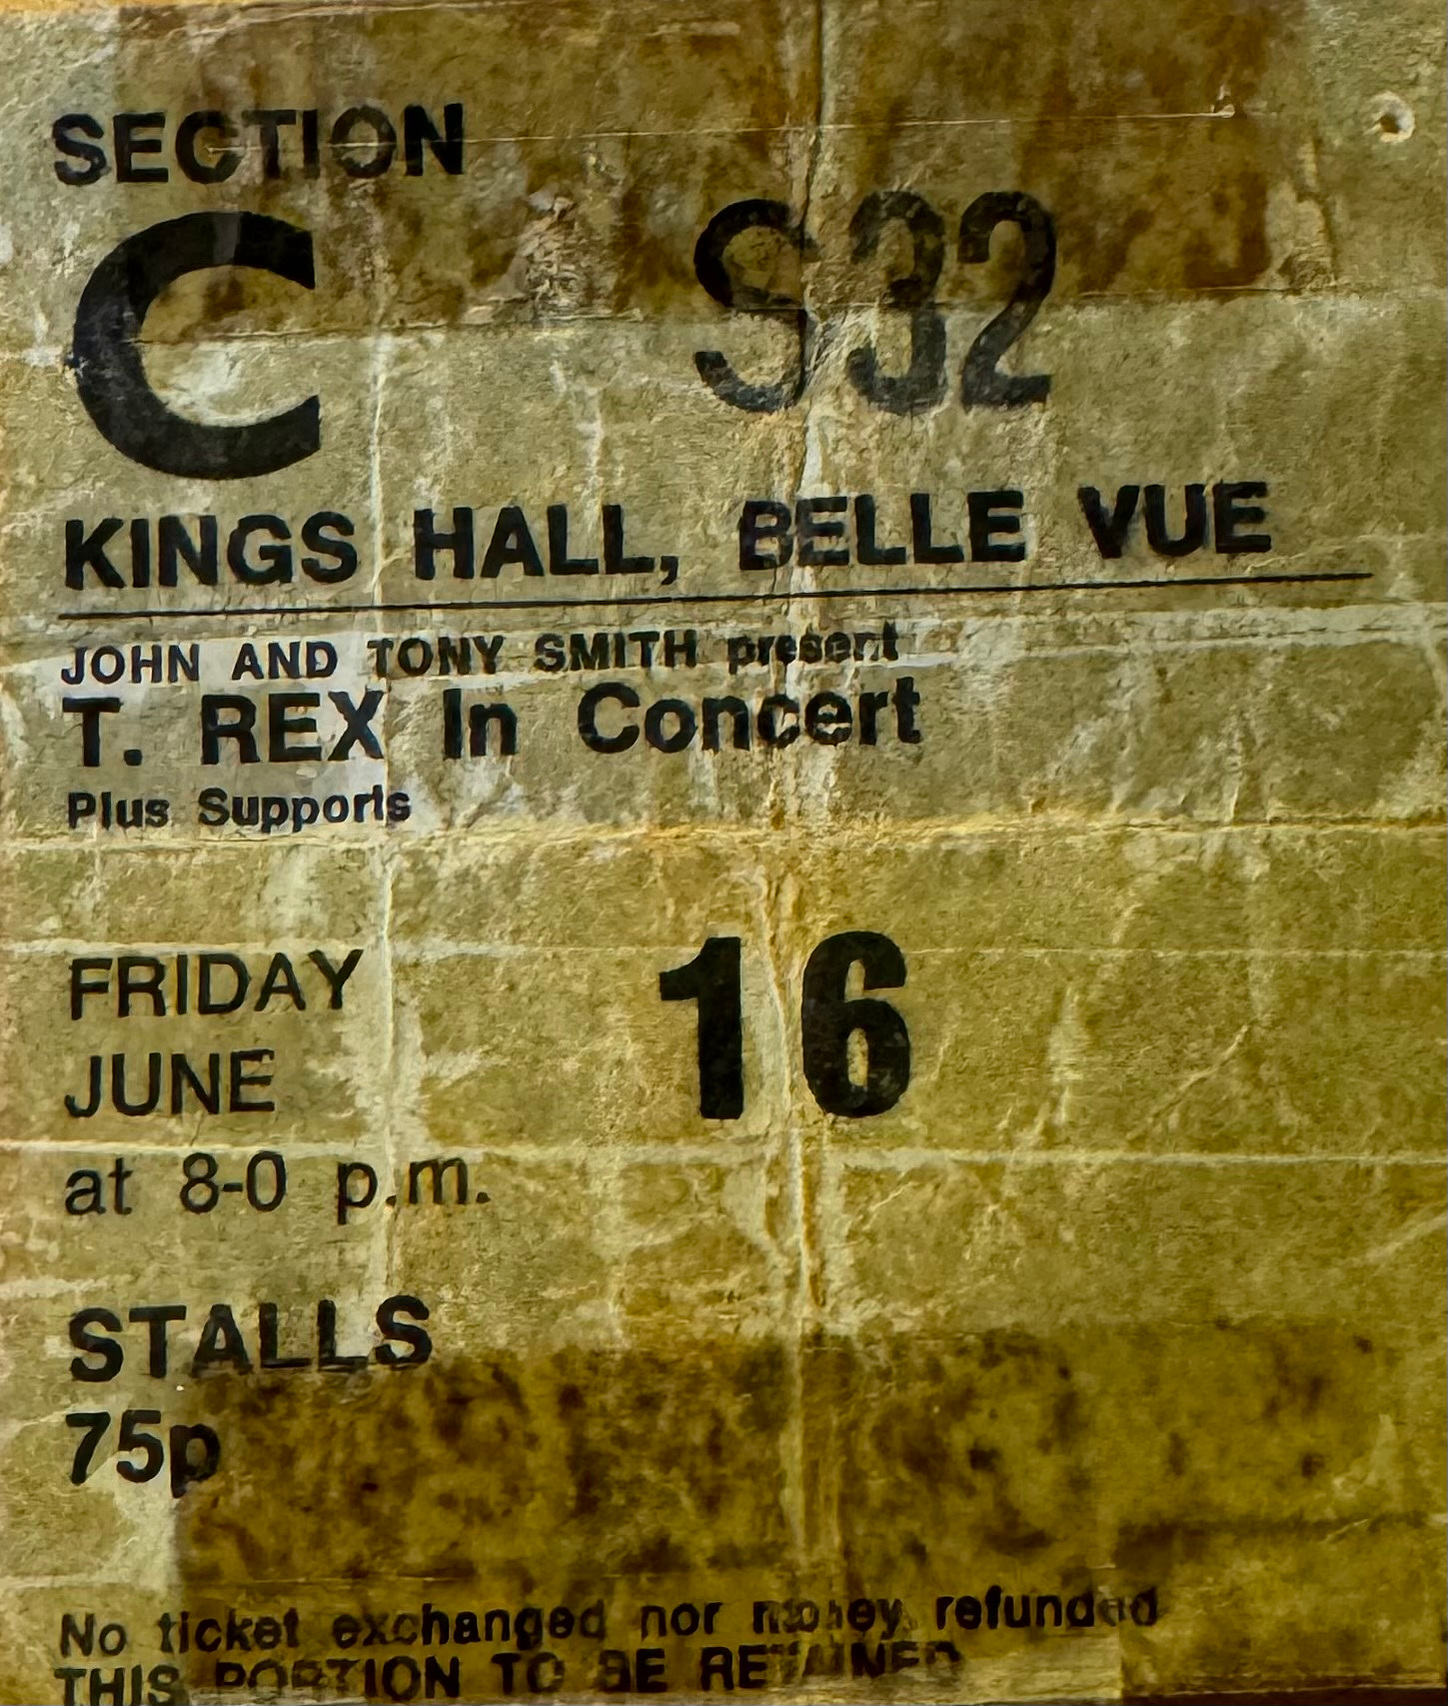 SECTION
C S32
KINGS HALL, BELLE VUE
JOHN AND TONY SMITH present
T. REX In Concert
Plus Supports
FRIDAY
JUNE 16
at 8-0 p.m.
STALLS
75p
No ticket exchanged nor money refunded
THIS PORTION TO BE RETAINED